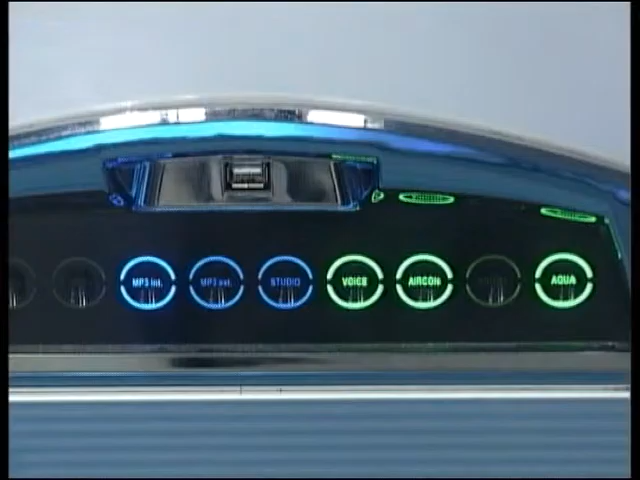 MP3 int.
MP3 ext.
STUDIO
VOICE
AIRCON
AQUA